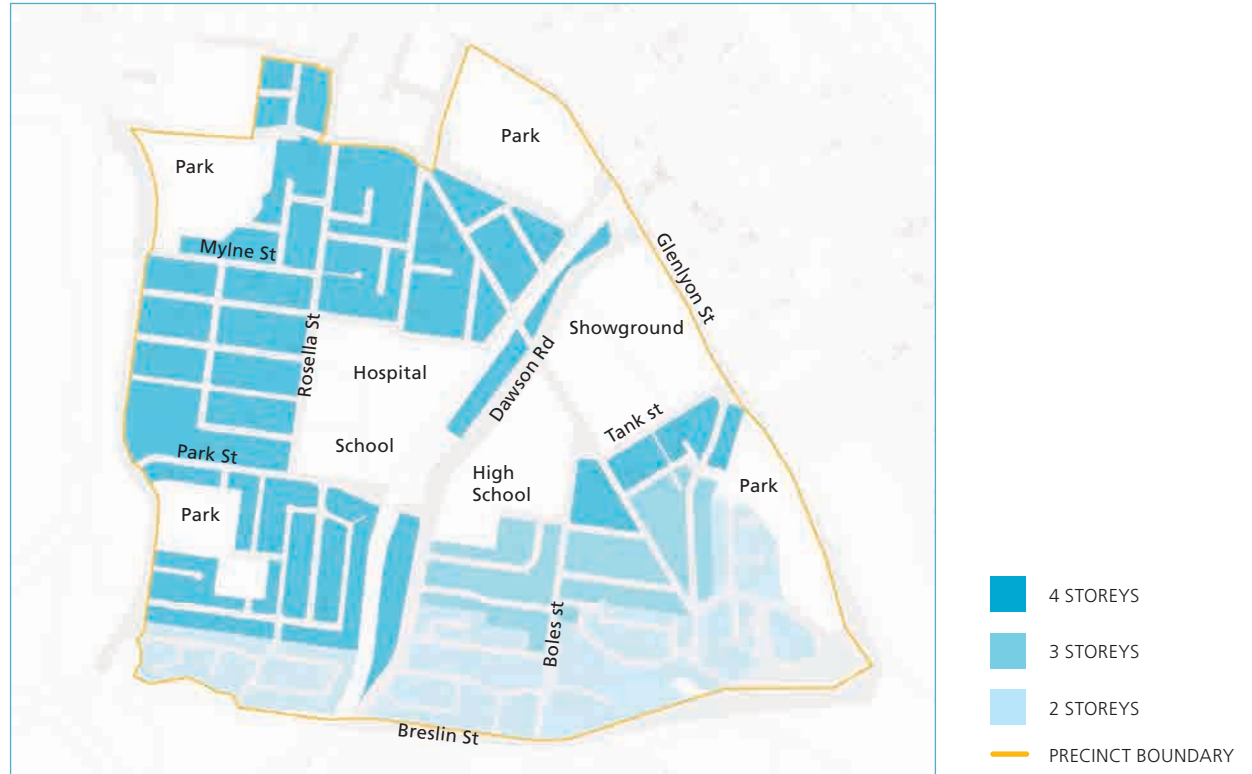 Park
Park
Glenlyon St
Mylne St
Showground
Rosella St
Hospital
Dawson Rd
Tank st
School
Park St
High
School
Park
Park
Boles st
Breslin St
4 STOREYS
3 STOREYS
2 STOREYS
PRECINCT BOUNDARY